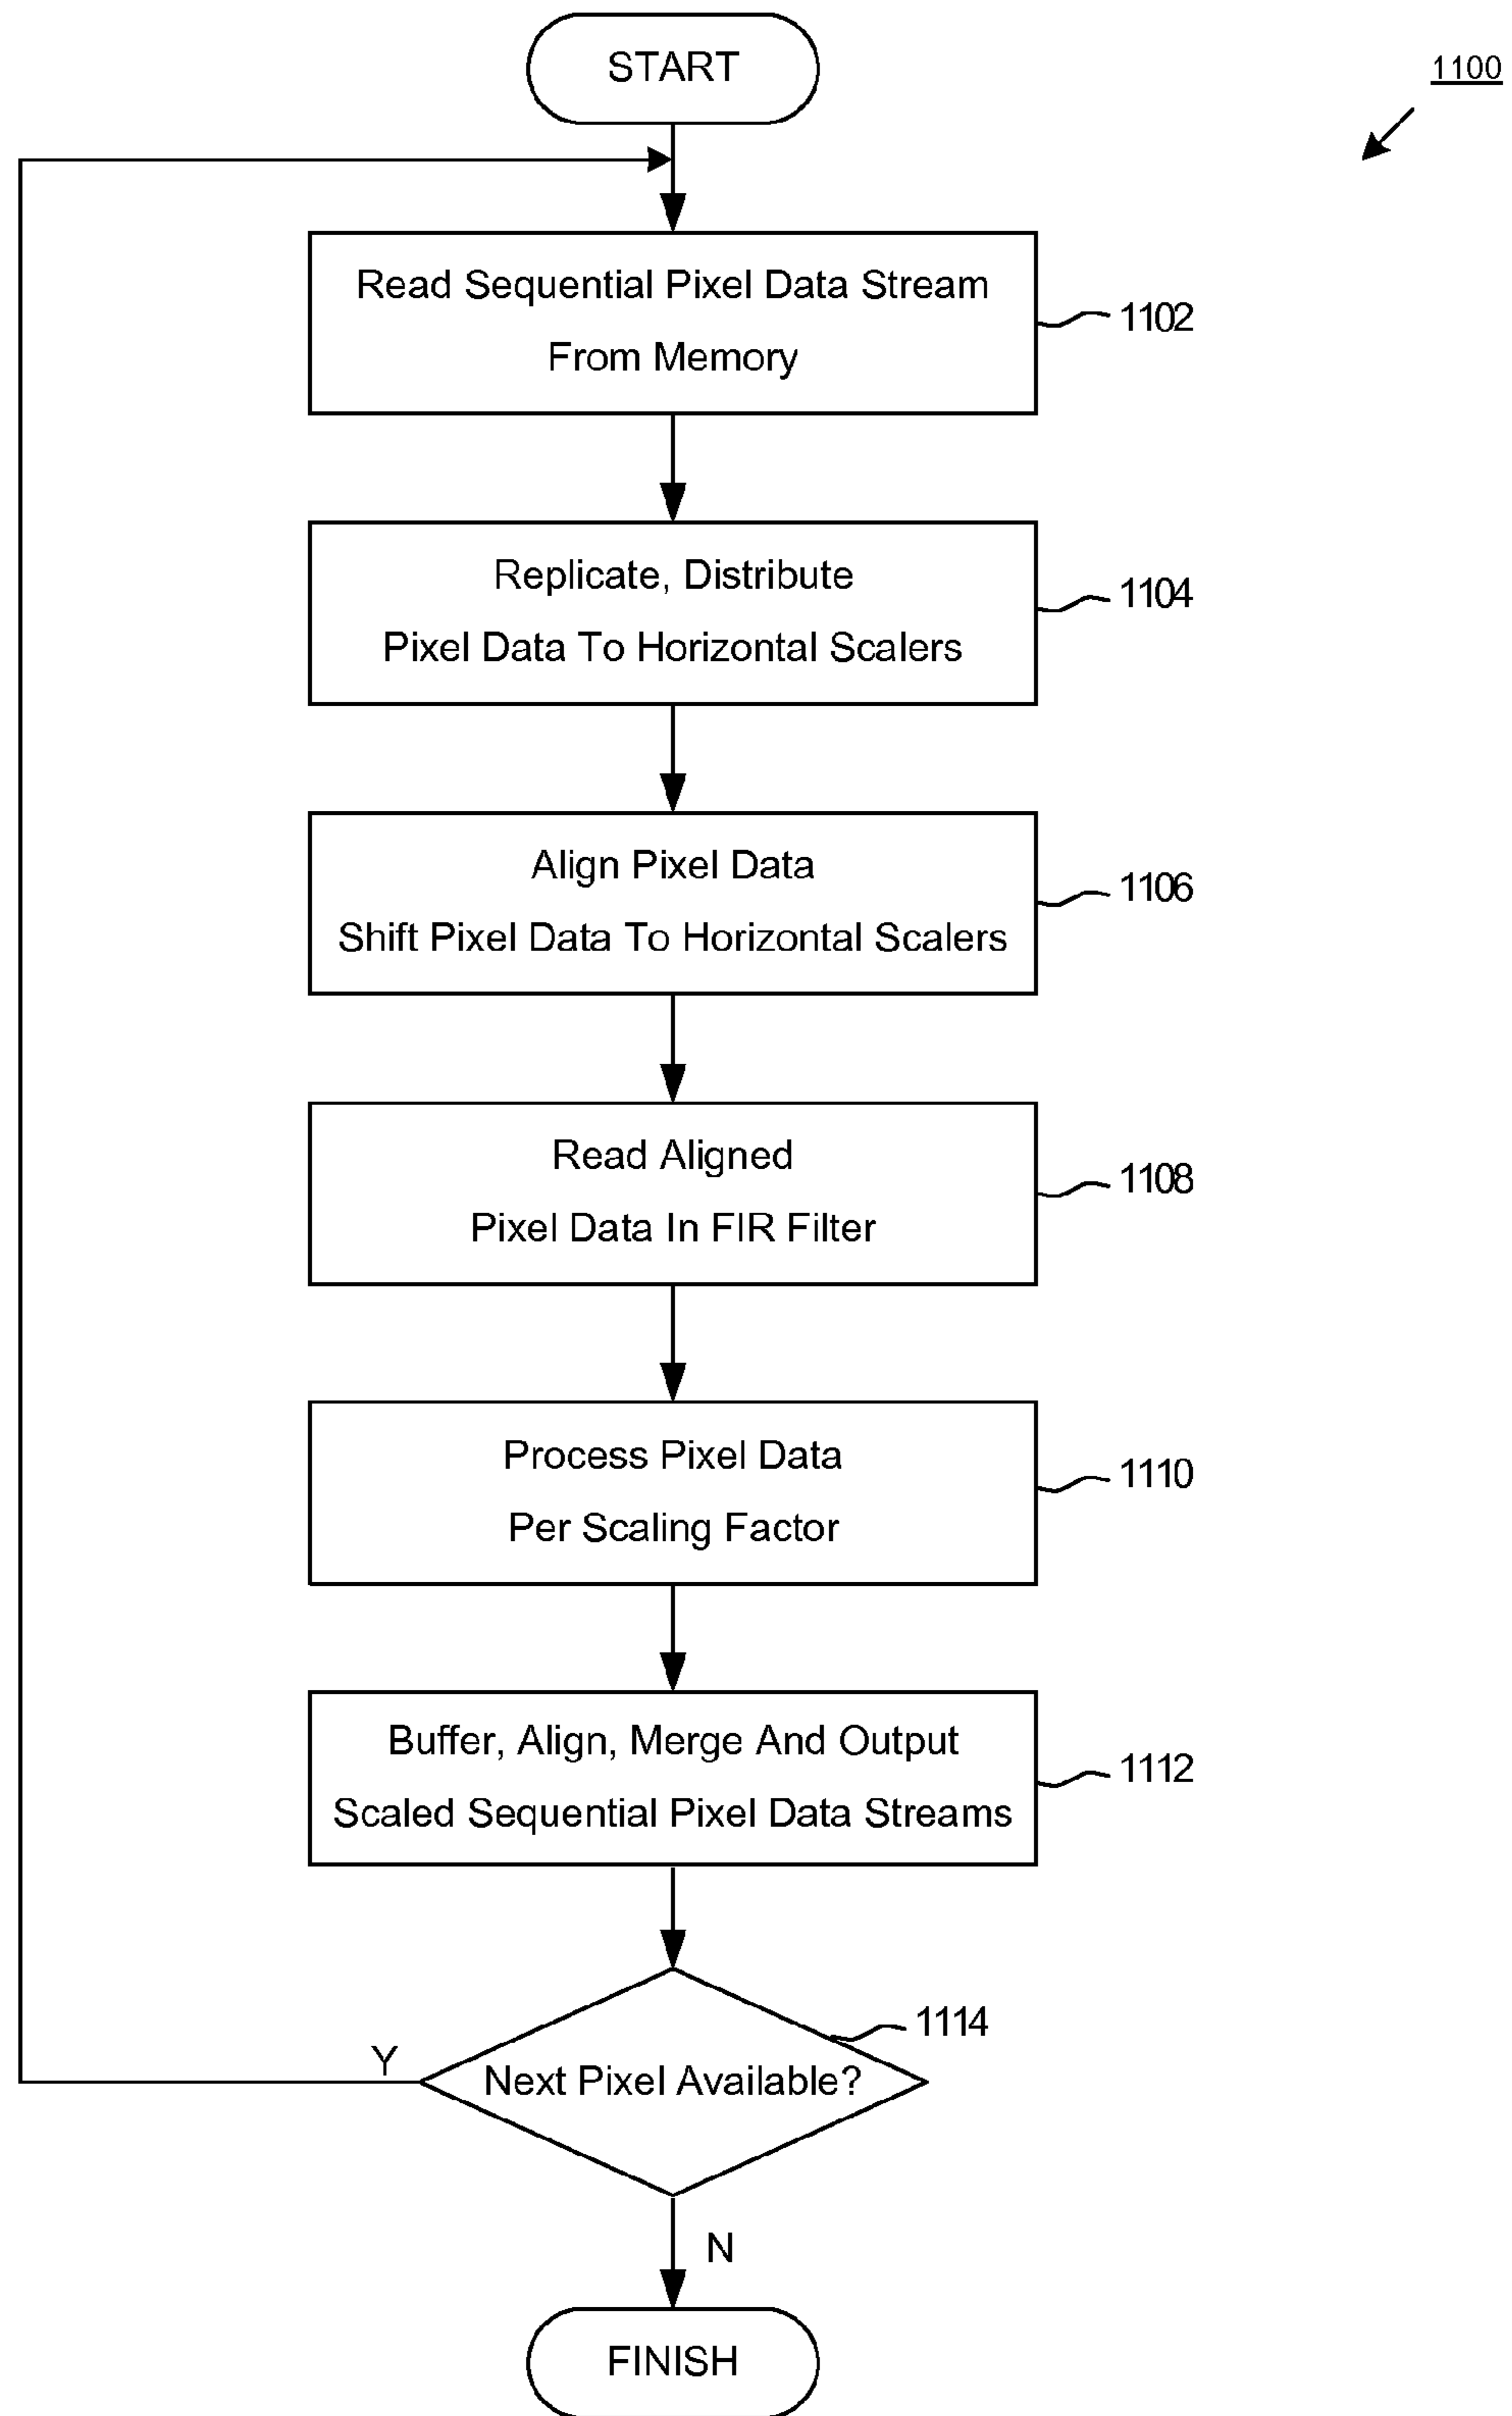 START
1100
Read Sequential Pixel Data Stream
From Memory
1102
Replicate, Distribute
Pixel Data To Horizontal Scalers
1104
Align Pixel Data
Shift Pixel Data To Horizontal Scalers
1106
Read Aligned
Pixel Data In FIR Filter
1108
Process Pixel Data
Per Scaling Factor
1110
Buffer, Align, Merge And Output
Scaled Sequential Pixel Data Streams
1112
1114
Y
Next Pixel Available?
N
FINISH